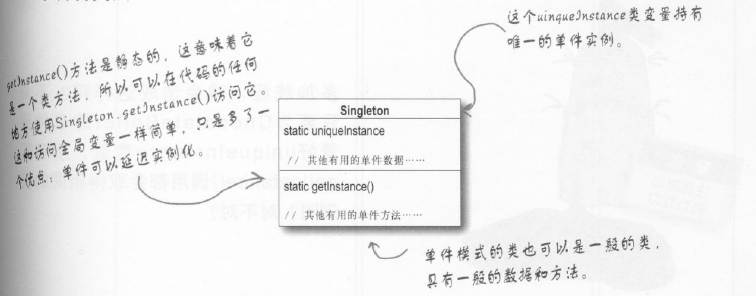 getInstance()方法是静态的，这意味着它
是一个类方法，所以可以在代码的任何
地方使用Singleton.getInstance()访问它。
这和访问全局变量一样简单，只是多了一
个优点：单件可以延迟实例化。
这个uinqueInstance类变量持有
唯一的单件实例。
Singleton
static uniqueInstance
// 其他有用的单件数据……
static getInstance()
// 其他有用的单件方法……
单件模式的类也可以是一般的类，
具有一般的数据和方法。